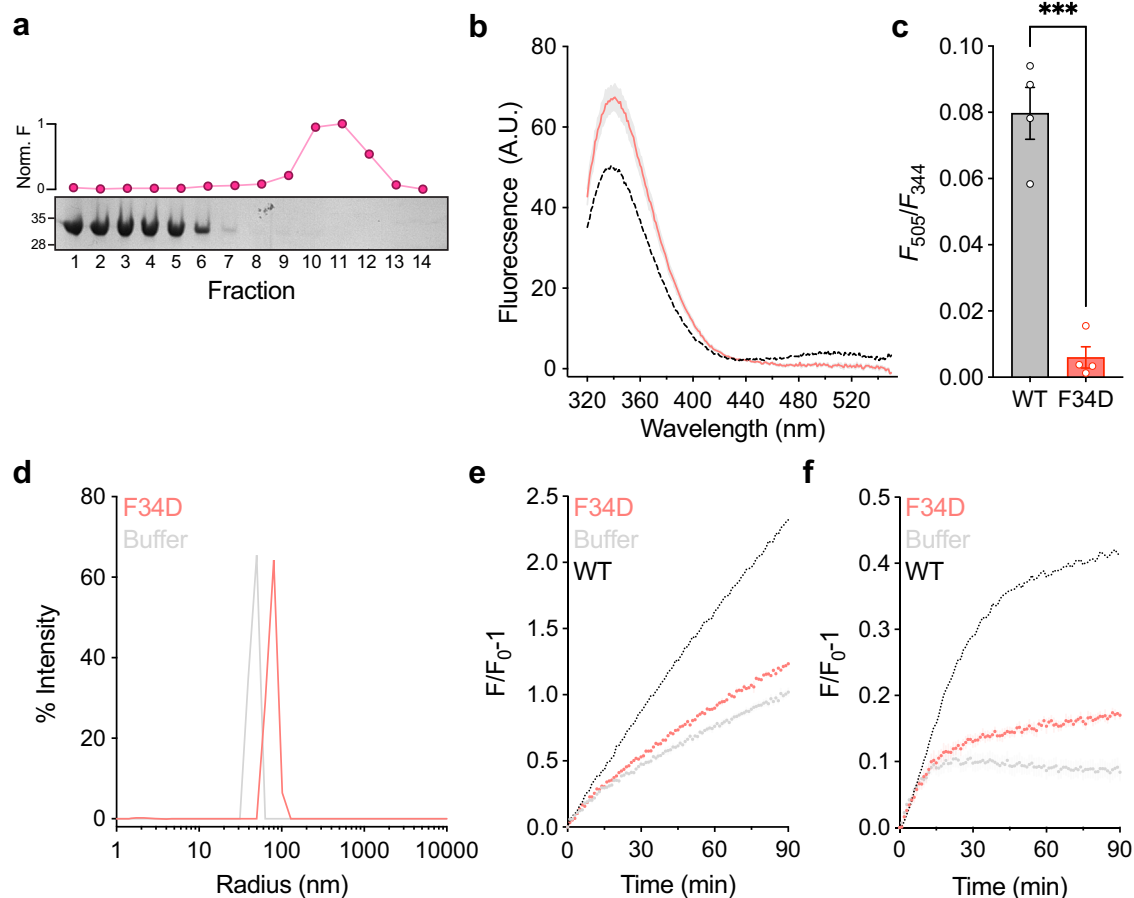 a
Norm. F
1
0
35
28
1 2 3 4 5 6 7 8 9 10 11 12 13 14
Fraction
b
Fluorecsence (A.U.)
80
60
40
20
0
320 360 400 440 480 520
Wavelength (nm)
c
***
F505/F344
0.10
0.08
0.06
0.04
0.02
0.00
WT F34D
d
F34D
Buffer
% Intensity
80
60
40
20
0
1 10 100 1000 10000
Radius (nm)
e
F34D
Buffer
WT
F/F0-1
2.5
2.0
1.5
1.0
0.5
0.0
0 30 60 90
Time (min)
f
F34D
Buffer
WT
F/F0-1
0.5
0.4
0.3
0.2
0.1
0.0
0 30 60 90
Time (min)